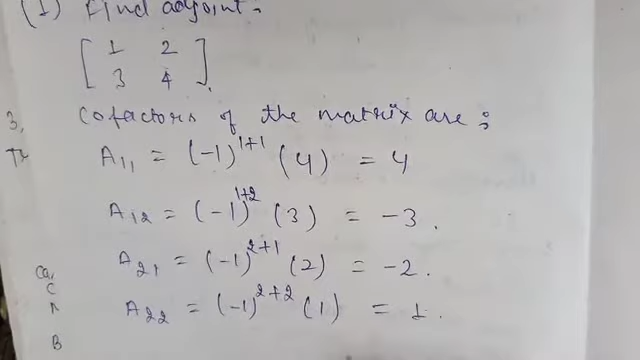 (1) Find adjoint:
[ 1 2
3 4 ]
3. Cofactors of the matrix are :
A₁₁ = (-1)¹⁺¹ (4) = 4
A₁₂ = (-1)¹⁺² (3) = -3.
A₂₁ = (-1)²⁺¹ (2) = -2.
A₂₂ = (-1)²⁺² (1) = 1.
C
B